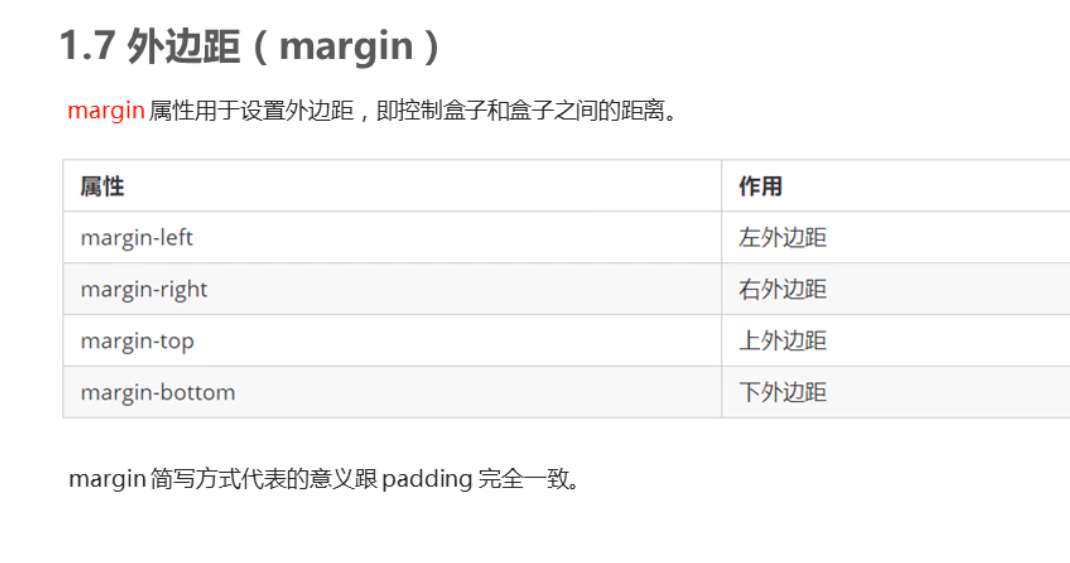 1.7 外边距（margin）
margin 属性用于设置外边距，即控制盒子和盒子之间的距离。
属性 作用
margin-left 左外边距
margin-right 右外边距
margin-top 上外边距
margin-bottom 下外边距
margin 简写方式代表的意义跟 padding 完全一致。